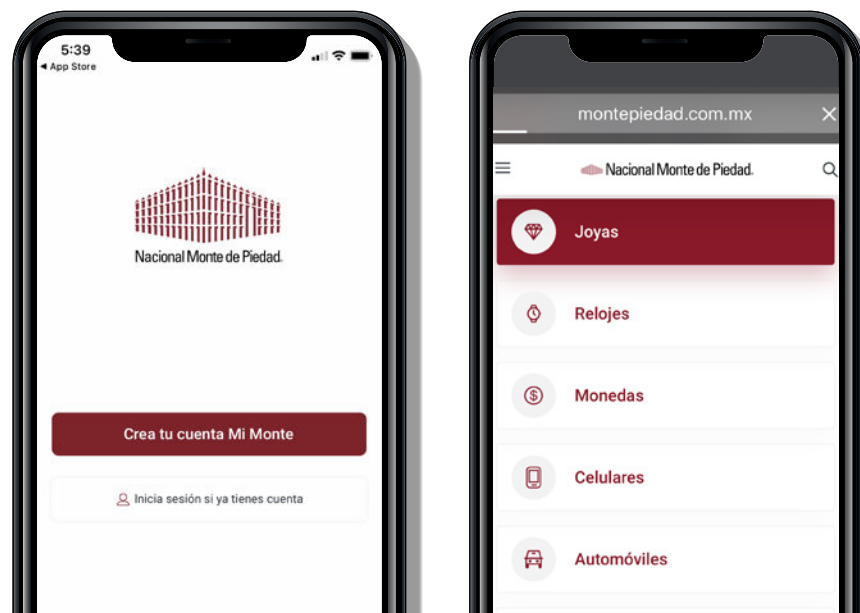 5:39
App Store
Nacional Monte de Piedad.
Crea tu cuenta Mi Monte
Inicia sesión si ya tienes cuenta
montepiedad.com.mx
Nacional Monte de Piedad.
Joyas
Relojes
Monedas
Celulares
Automóviles